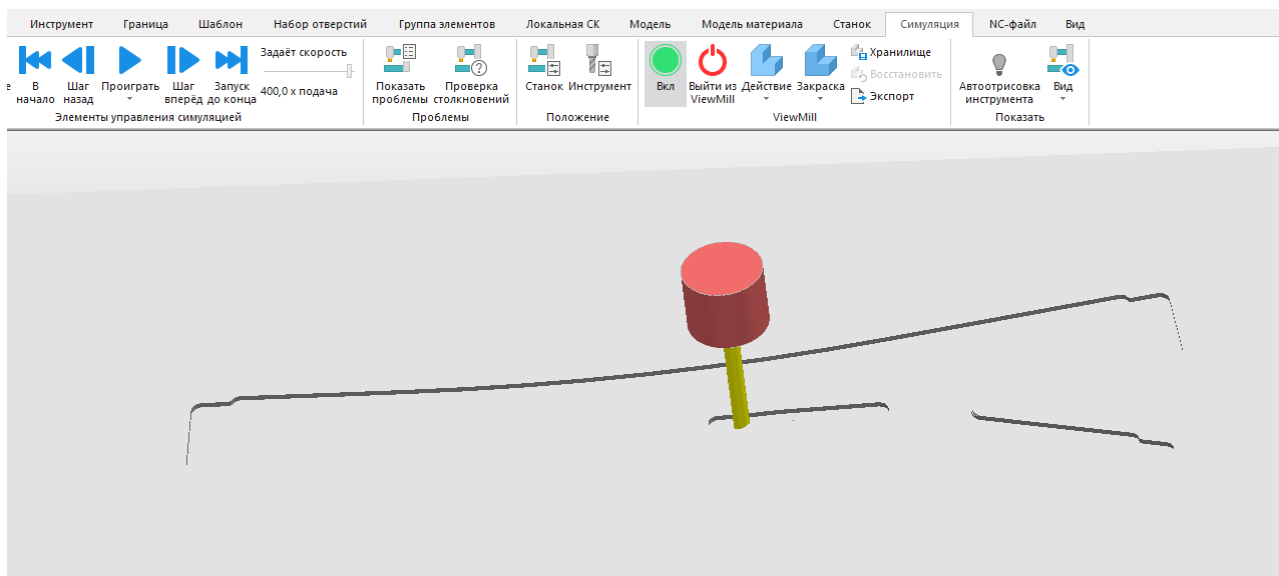 Инструмент Граница Шаблон Набор отверстий Группа элементов Локальная СК Модель Модель материала Станок Симуляция NC-файл Вид
е В начало
Шаг назад
Проиграть
Шаг вперёд
Запуск до конца
Задаёт скорость
400,0 x подача
Элементы управления симуляцией
Показать проблемы
Проверка столкновений
Проблемы
Станок
Инструмент
Положение
Вкл
Выйти из ViewMill
Действие
Закраска
Хранилище
Восстановить
Экспорт
ViewMill
Автоотрисовка инструмента
Вид
Показать